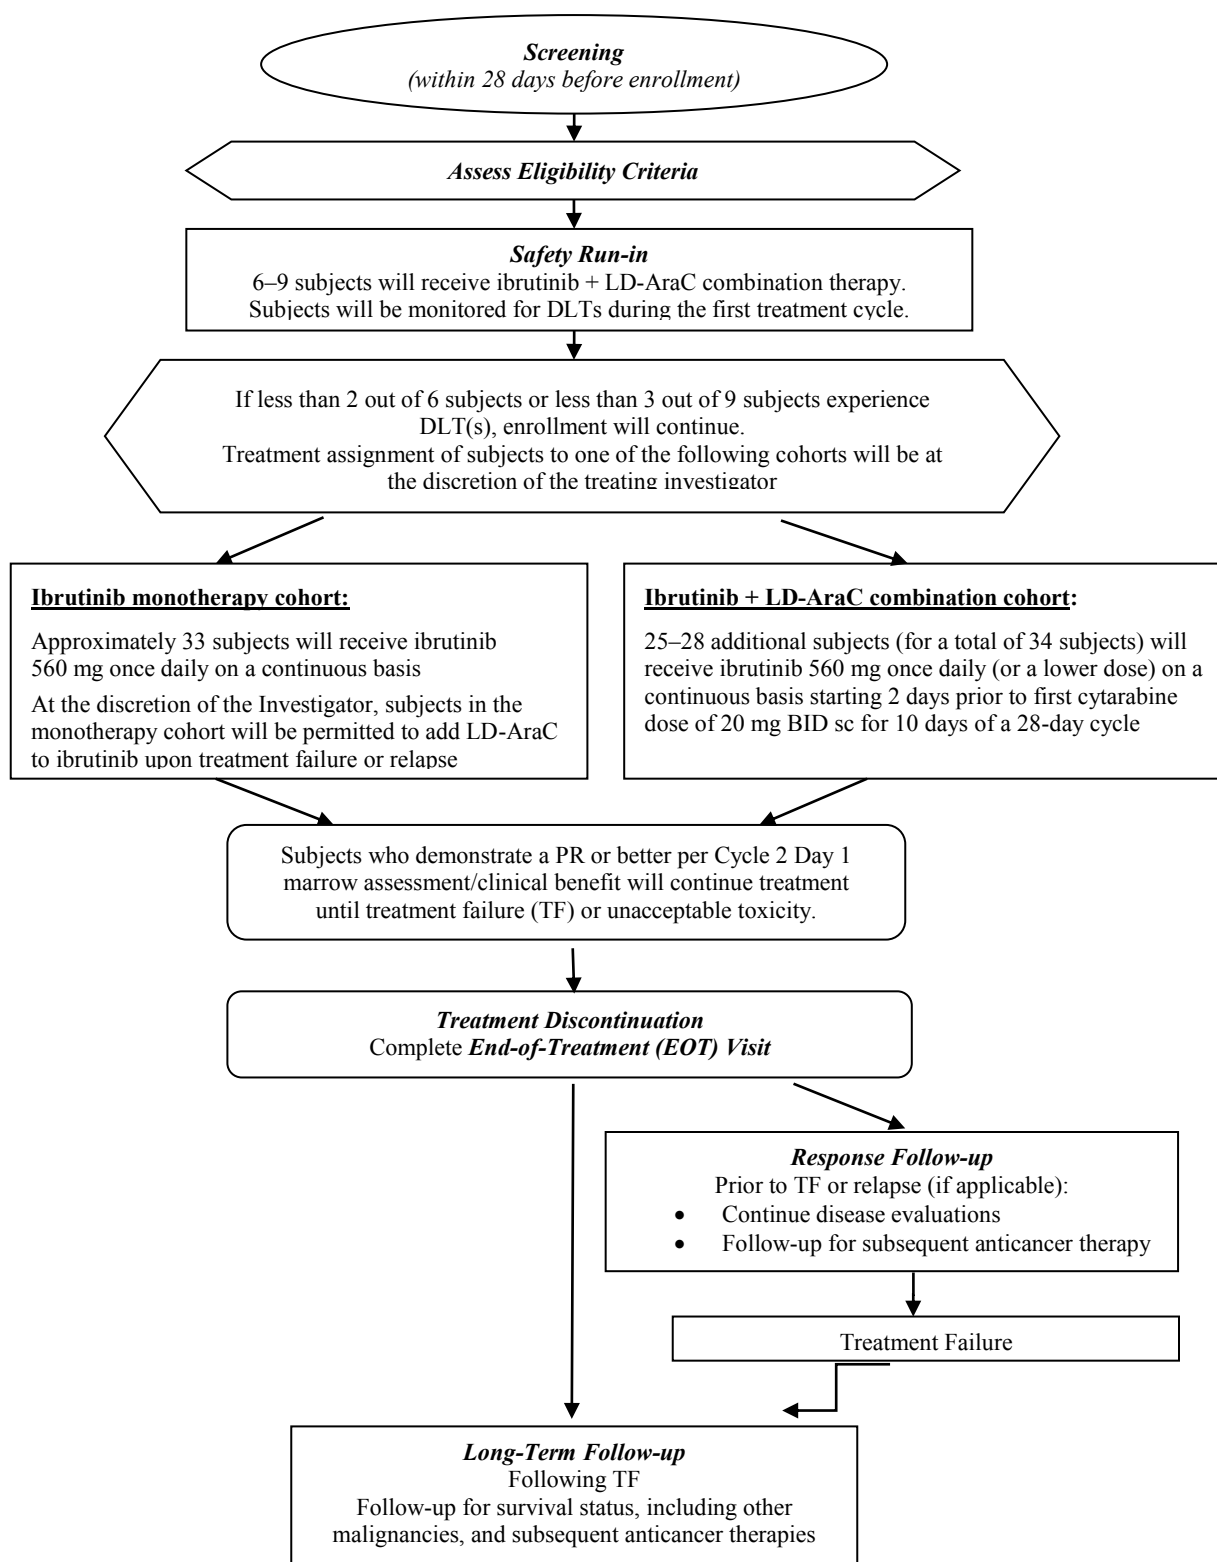 Screening
(within 28 days before enrollment)
Assess Eligibility Criteria
Safety Run-in
6–9 subjects will receive ibrutinib + LD-AraC combination therapy.
Subjects will be monitored for DLTs during the first treatment cycle.
If less than 2 out of 6 subjects or less than 3 out of 9 subjects experience
DLT(s), enrollment will continue.
Treatment assignment of subjects to one of the following cohorts will be at
the discretion of the treating investigator
Ibrutinib monotherapy cohort:
Approximately 33 subjects will receive ibrutinib
560 mg once daily on a continuous basis
At the discretion of the Investigator, subjects in the
monotherapy cohort will be permitted to add LD-AraC
to ibrutinib upon treatment failure or relapse
Ibrutinib + LD-AraC combination cohort:
25–28 additional subjects (for a total of 34 subjects) will
receive ibrutinib 560 mg once daily (or a lower dose) on a
continuous basis starting 2 days prior to first cytarabine
dose of 20 mg BID sc for 10 days of a 28-day cycle
Subjects who demonstrate a PR or better per Cycle 2 Day 1
marrow assessment/clinical benefit will continue treatment
until treatment failure (TF) or unacceptable toxicity.
Treatment Discontinuation
Complete End-of-Treatment (EOT) Visit
Response Follow-up
Prior to TF or relapse (if applicable):
• Continue disease evaluations
• Follow-up for subsequent anticancer therapy
Treatment Failure
Long-Term Follow-up
Following TF
Follow-up for survival status, including other
malignancies, and subsequent anticancer therapies